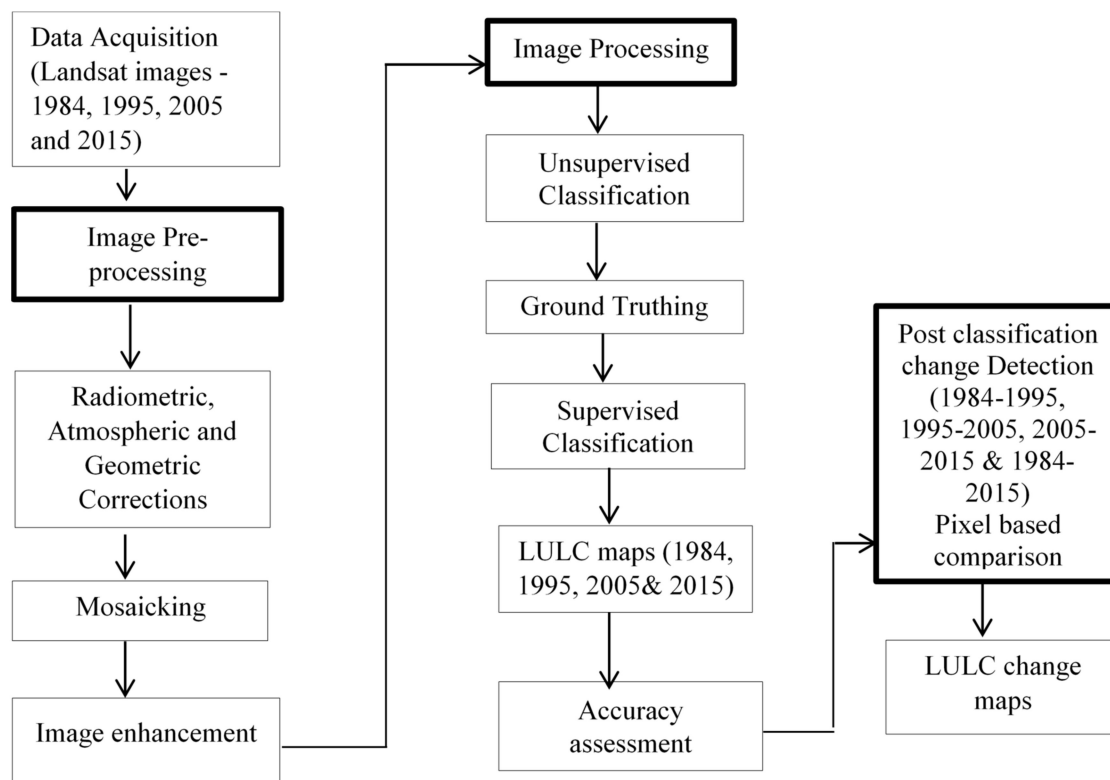 Data Acquisition
(Landsat images -
1984, 1995, 2005
and 2015)
Image Pre-
processing
Radiometric,
Atmospheric and
Geometric
Corrections
Mosaicking
Image enhancement
Image Processing
Unsupervised
Classification
Ground Truthing
Supervised
Classification
LULC maps (1984,
1995, 2005& 2015)
Accuracy
assessment
Post classification
change Detection
(1984-1995,
1995-2005, 2005-
2015 & 1984-
2015)
Pixel based
comparison
LULC change
maps